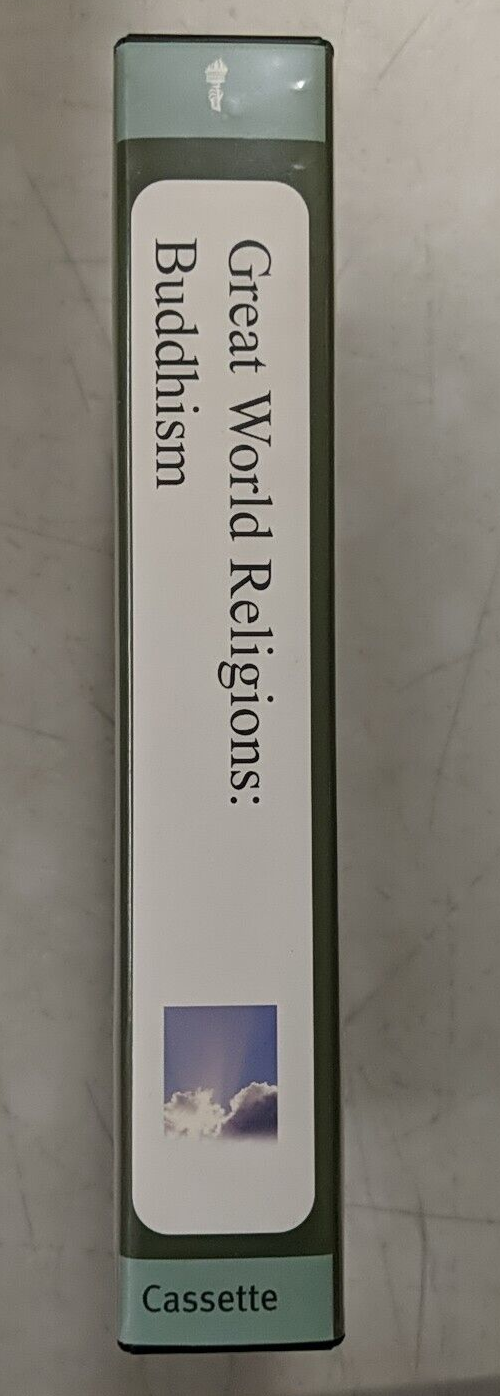 Great World Religions:
Buddhism
Cassette